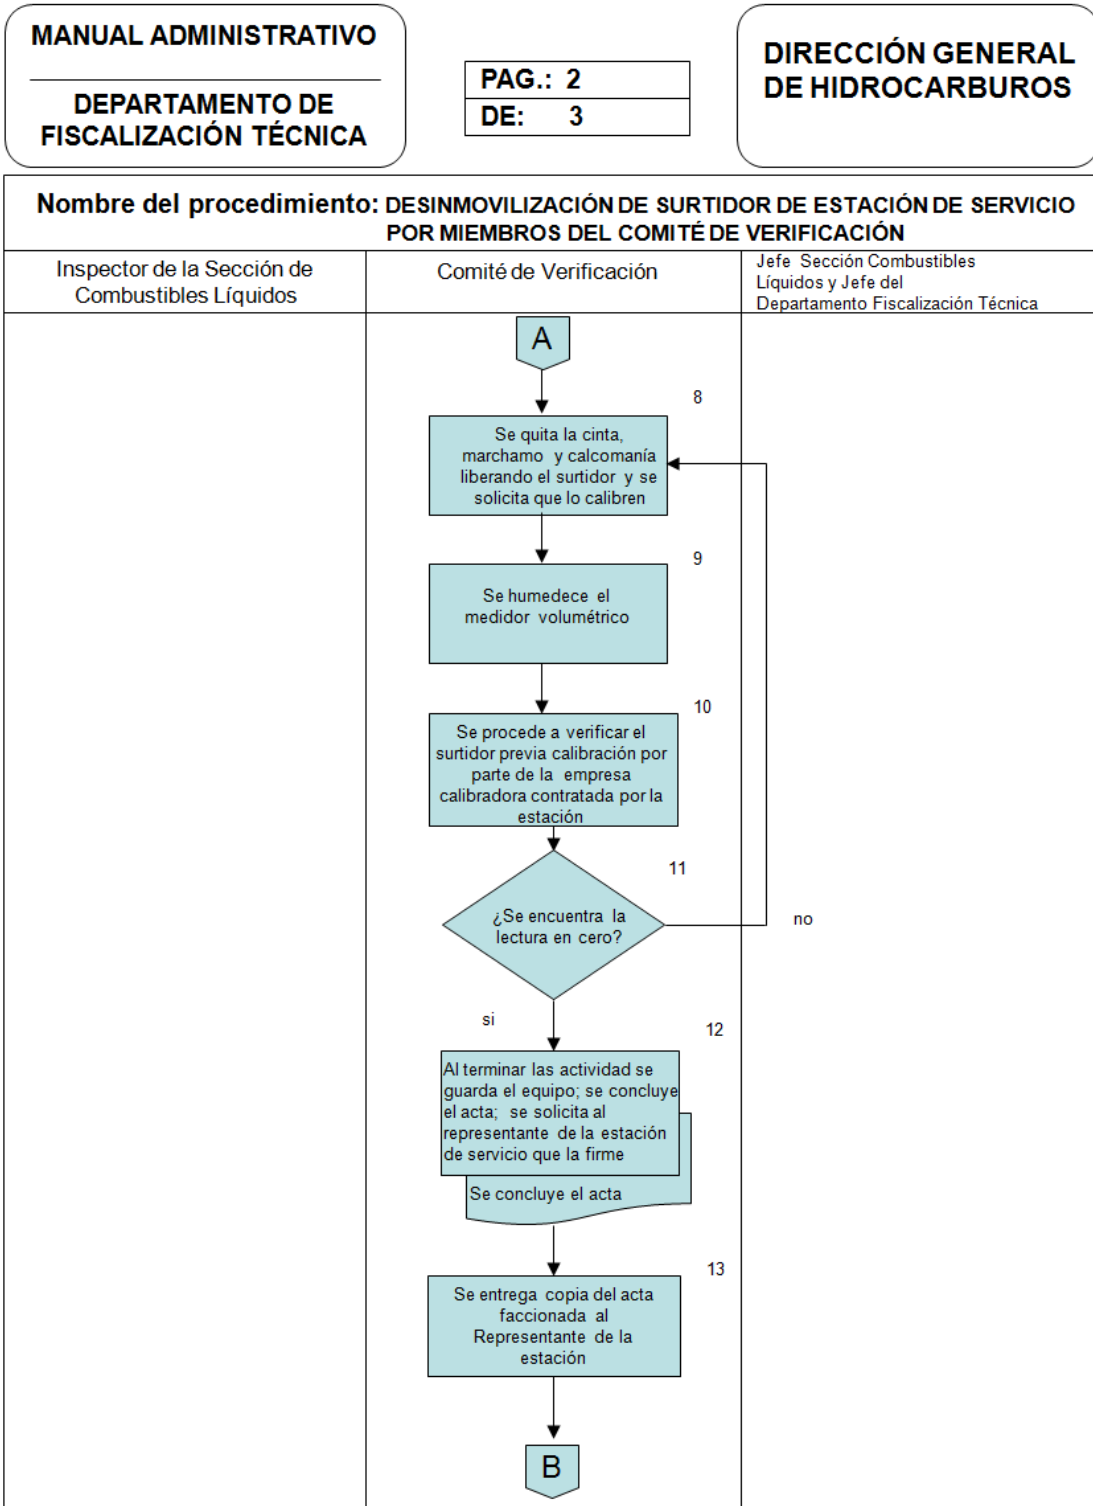 MANUAL ADMINISTRATIVO
DEPARTAMENTO DE
FISCALIZACIÓN TÉCNICA
PAG.: 2
DE: 3
DIRECCIÓN GENERAL
DE HIDROCARBUROS
Nombre del procedimiento: DESINMOVILIZACIÓN DE SURTIDOR DE ESTACIÓN DE SERVICIO
POR MIEMBROS DEL COMITÉ DE VERIFICACIÓN
Inspector de la Sección de
Combustibles Líquidos
Comité de Verificación
Jefe Sección Combustibles
Líquidos y Jefe del
Departamento Fiscalización Técnica
A
8
Se quita la cinta,
marchamo y calcomanía
liberando el surtidor y se
solicita que lo calibren
9
Se humedece el
medidor volumétrico
10
Se procede a verificar el
surtidor previa calibración por
parte de la empresa
calibradora contratada por la
estación
11
¿Se encuentra la
lectura en cero?
no
si
12
Al terminar las actividad se
guarda el equipo; se concluye
el acta; se solicita al
representante de la estación
de servicio que la firme
Se concluye el acta
13
Se entrega copia del acta
faccionada al
Representante de la
estación
B